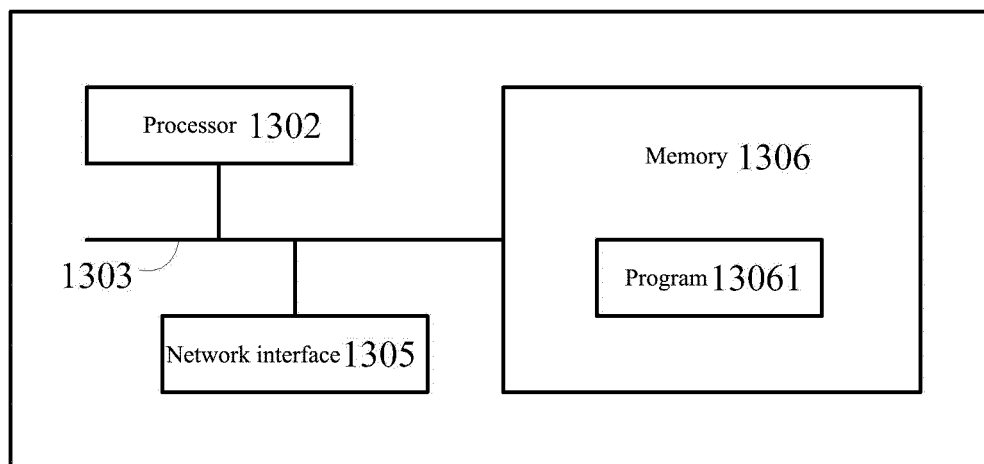 Processor 1302
Memory 1306
1303
Program 13061
Network interface 1305